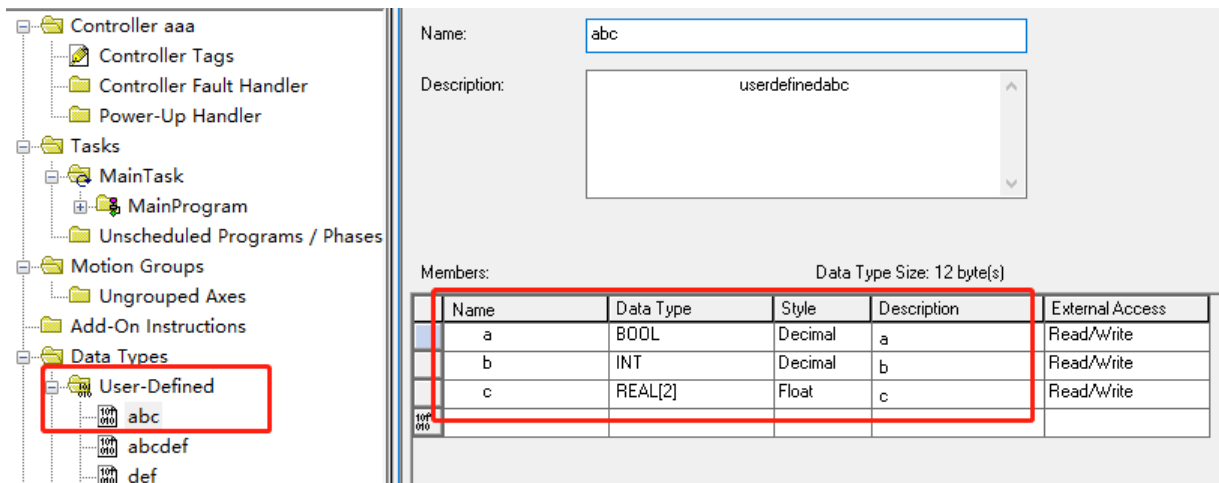 Controller aaa
Controller Tags
Controller Fault Handler
Power-Up Handler
Tasks
MainTask
MainProgram
Unscheduled Programs / Phases
Motion Groups
Ungrouped Axes
Add-On Instructions
Data Types
User-Defined
abc
abcdef
def
Name: abc
Description: userdefinedabc
Members: Data Type Size: 12 byte(s)
Name Data Type Style Description External Access
a BOOL Decimal a Read/Write
b INT Decimal b Read/Write
c REAL[2] Float c Read/Write